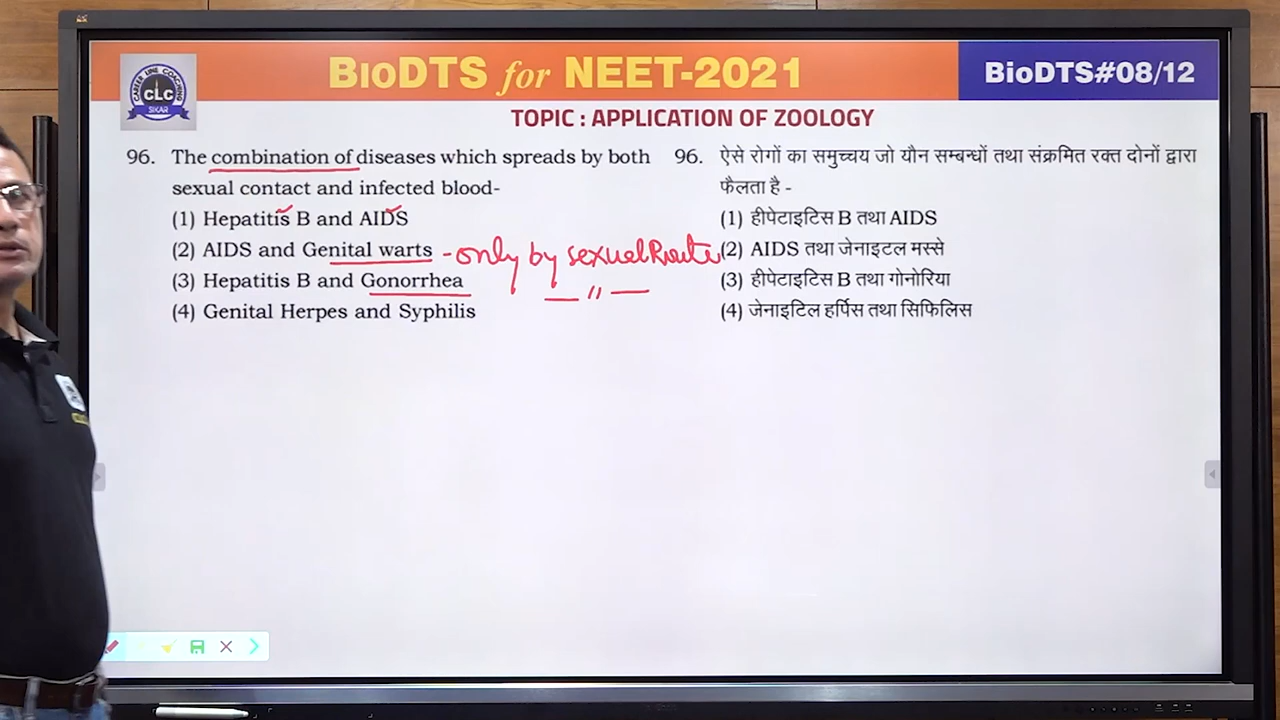 BIODTS for NEET-2021
BIODTS#08/12
CAREER LINE COACHING
CLC
SIKAR
TOPIC : APPLICATION OF ZOOLOGY
96. The combination of diseases which spreads by both
sexual contact and infected blood-
(1) Hepatitis B and AIDS
(2) AIDS and Genital warts - only by sexual Route
(3) Hepatitis B and Gonorrhea — " —
(4) Genital Herpes and Syphilis
96. ऐसे रोगों का समुच्चय जो यौन सम्बन्धों तथा संक्रमित रक्त दोनों द्वारा
फैलता है -
(1) हीपेटाइटिस B तथा AIDS
(2) AIDS तथा जेनाइटल मस्से
(3) हीपेटाइटिस B तथा गोनोरिया
(4) जेनाइटिल हर्पिस तथा सिफिलिस